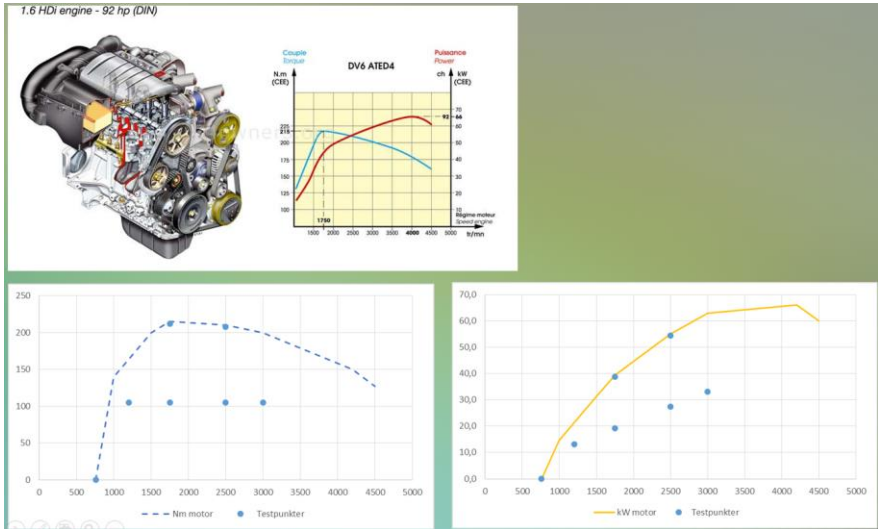 1.6 HDi engine - 92 hp (DIN)
Couple
Torque
DV6 ATED4
Puissance
Power
N.m
(CEE)
ch kW
(CEE)
225
215
200
175
150
125
100
70
92 66
60
50
40
30
20
10
1750
Régime moteur
Speed engine
1500 2000 2500 3000 3500 4000 4500 5000 tr/mn
250
200
150
100
50
0
0 500 1000 1500 2000 2500 3000 3500 4000 4500 5000
Nm motor Testpunkter
70,0
60,0
50,0
40,0
30,0
20,0
10,0
0,0
0 500 1000 1500 2000 2500 3000 3500 4000 4500 5000
kW motor Testpunkter